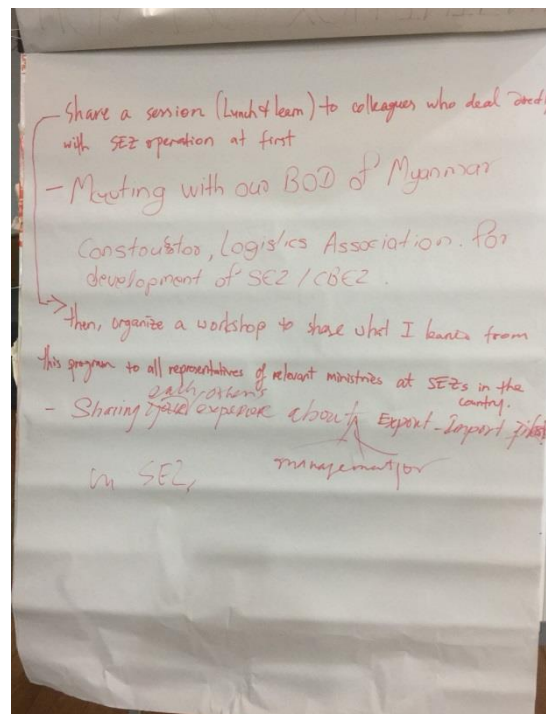 - Share a session (Lunch & learn) to colleagues who deal directly
with SEZ operation at first
- Meeting with our BOD of Myanmar
Constoustor, Logistics Association. for
development of SEZ / CBEZ.
then, organize a workshop to share what I learnt from
this program to all representatives of relevant ministries at SEZs in the
country.
each other's
- Sharing experience about Export - Import
management for
in SEZ,